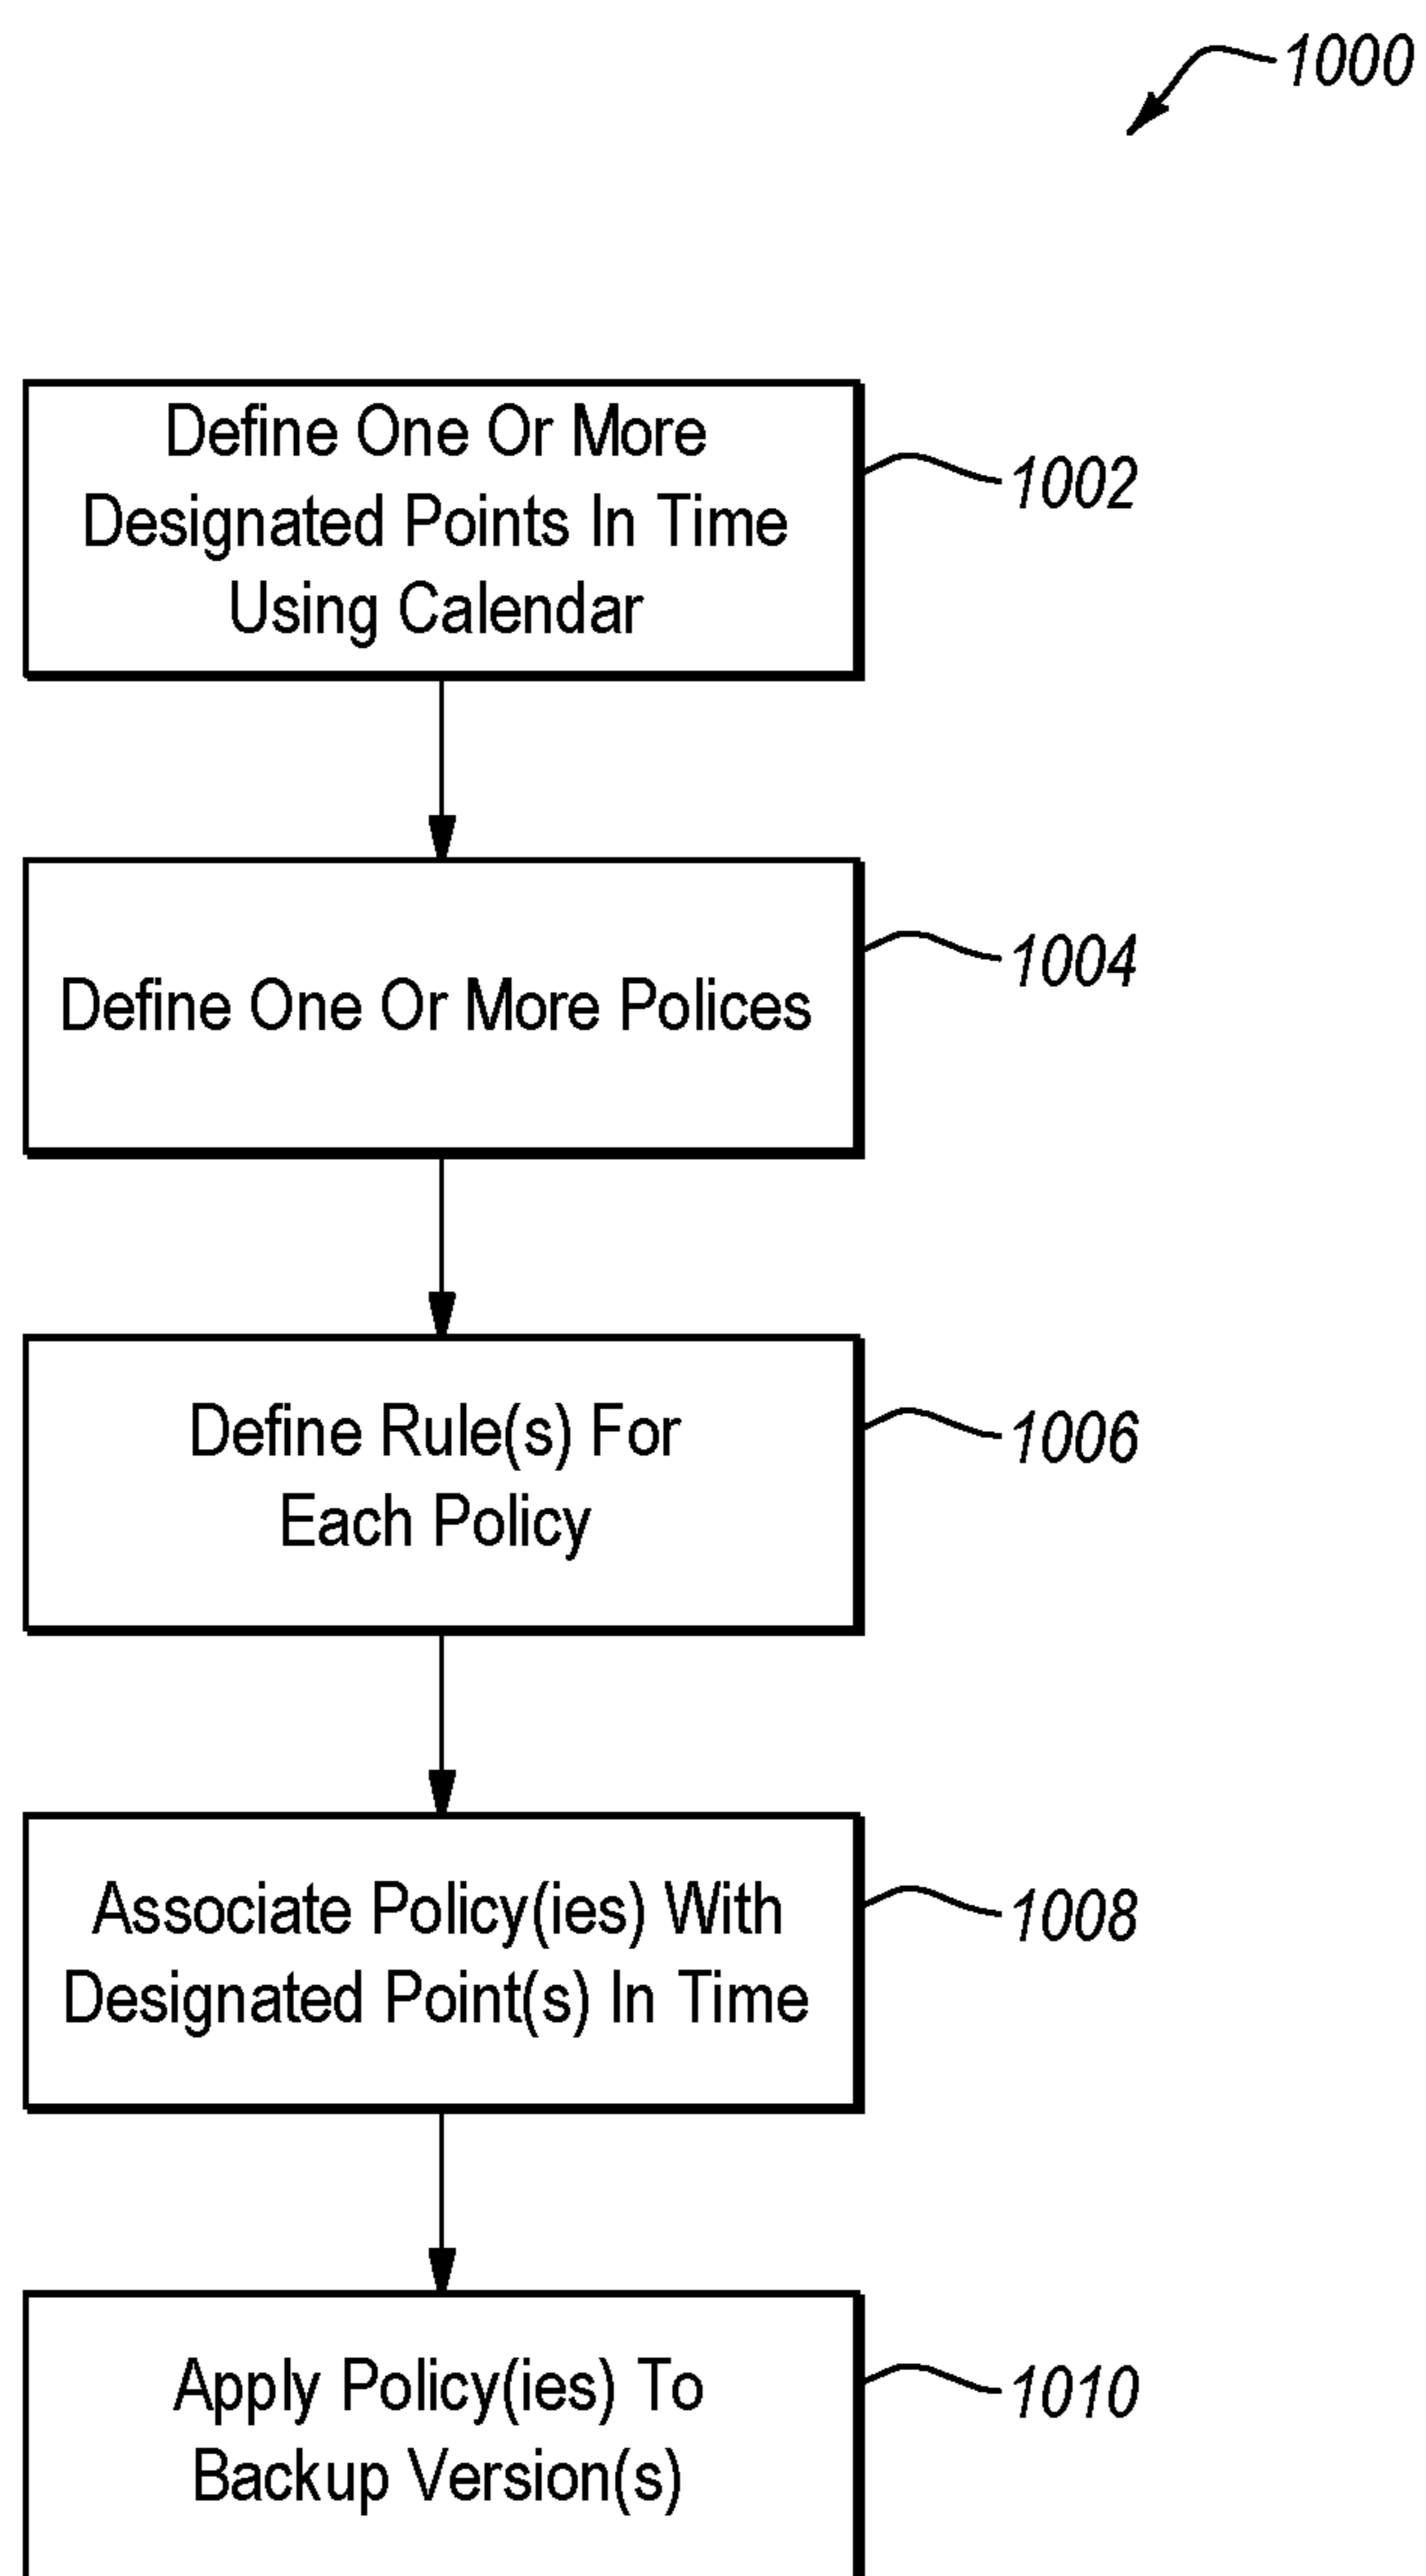 1000
Define One Or More
Designated Points In Time
Using Calendar
1002
Define One Or More Polices
1004
Define Rule(s) For
Each Policy
1006
Associate Policy(ies) With
Designated Point(s) In Time
1008
Apply Policy(ies) To
Backup Version(s)
1010